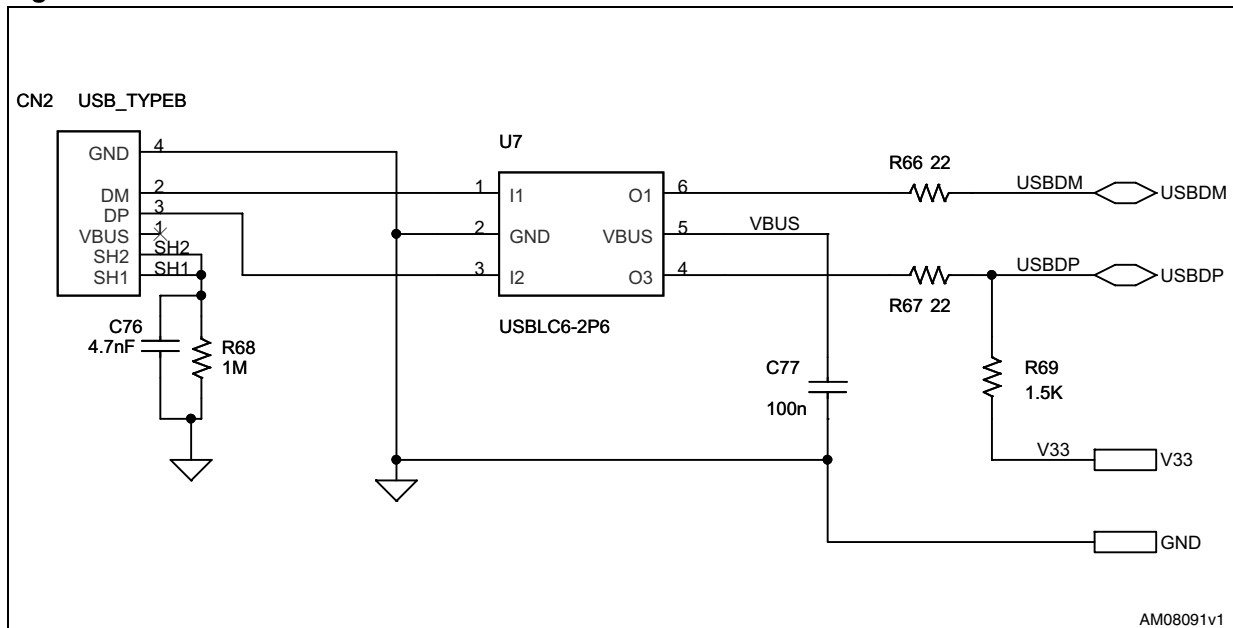 CN2 USB_TYPEB
GND 4
DM 2
DP 3
VBUS 1
SH2 SH2
SH1 SH1
C76
4.7nF
R68
1M
U7
1 I1 O1 6
2 GND VBUS 5 VBUS
3 I2 O3 4
USBLC6-2P6
R66 22 USBDM USBDM
R67 22 USBDP USBDP
C77
100n
R69
1.5K
V33 V33
GND
AM08091v1